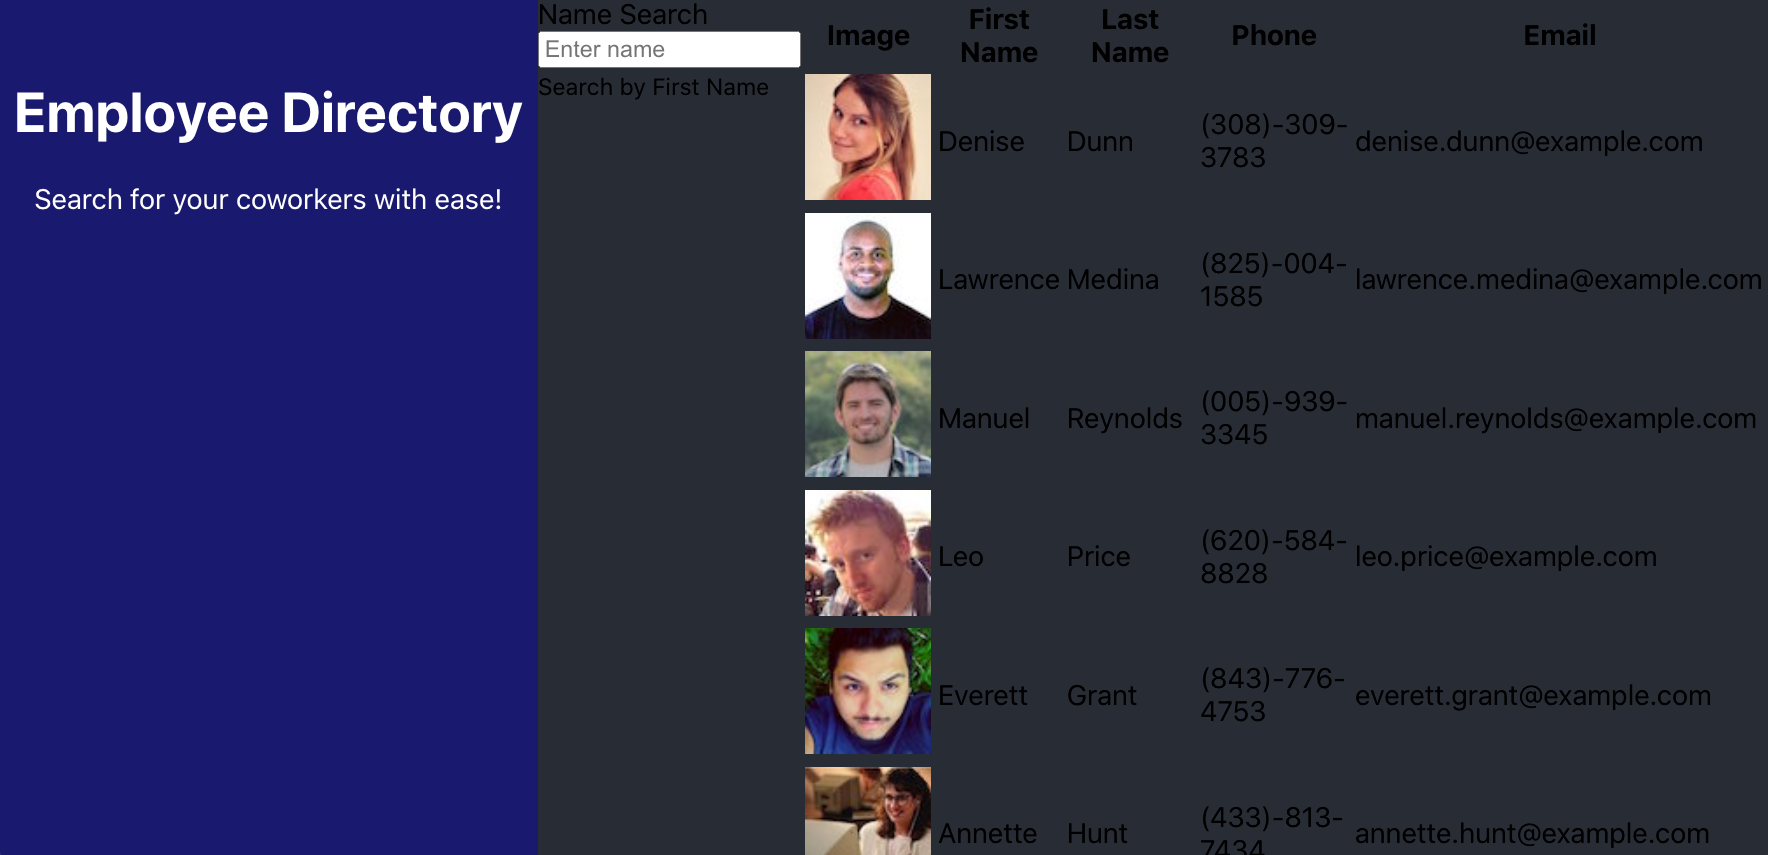 Employee Directory
Search for your coworkers with ease!
Name Search
Enter name
Search by First Name
Image First Name Last Name Phone Email
Denise Dunn (308)-309-3783 denise.dunn@example.com
Lawrence Medina (825)-004-1585 lawrence.medina@example.com
Manuel Reynolds (005)-939-3345 manuel.reynolds@example.com
Leo Price (620)-584-8828 leo.price@example.com
Everett Grant (843)-776-4753 everett.grant@example.com
Annette Hunt (433)-813-7434 annette.hunt@example.com